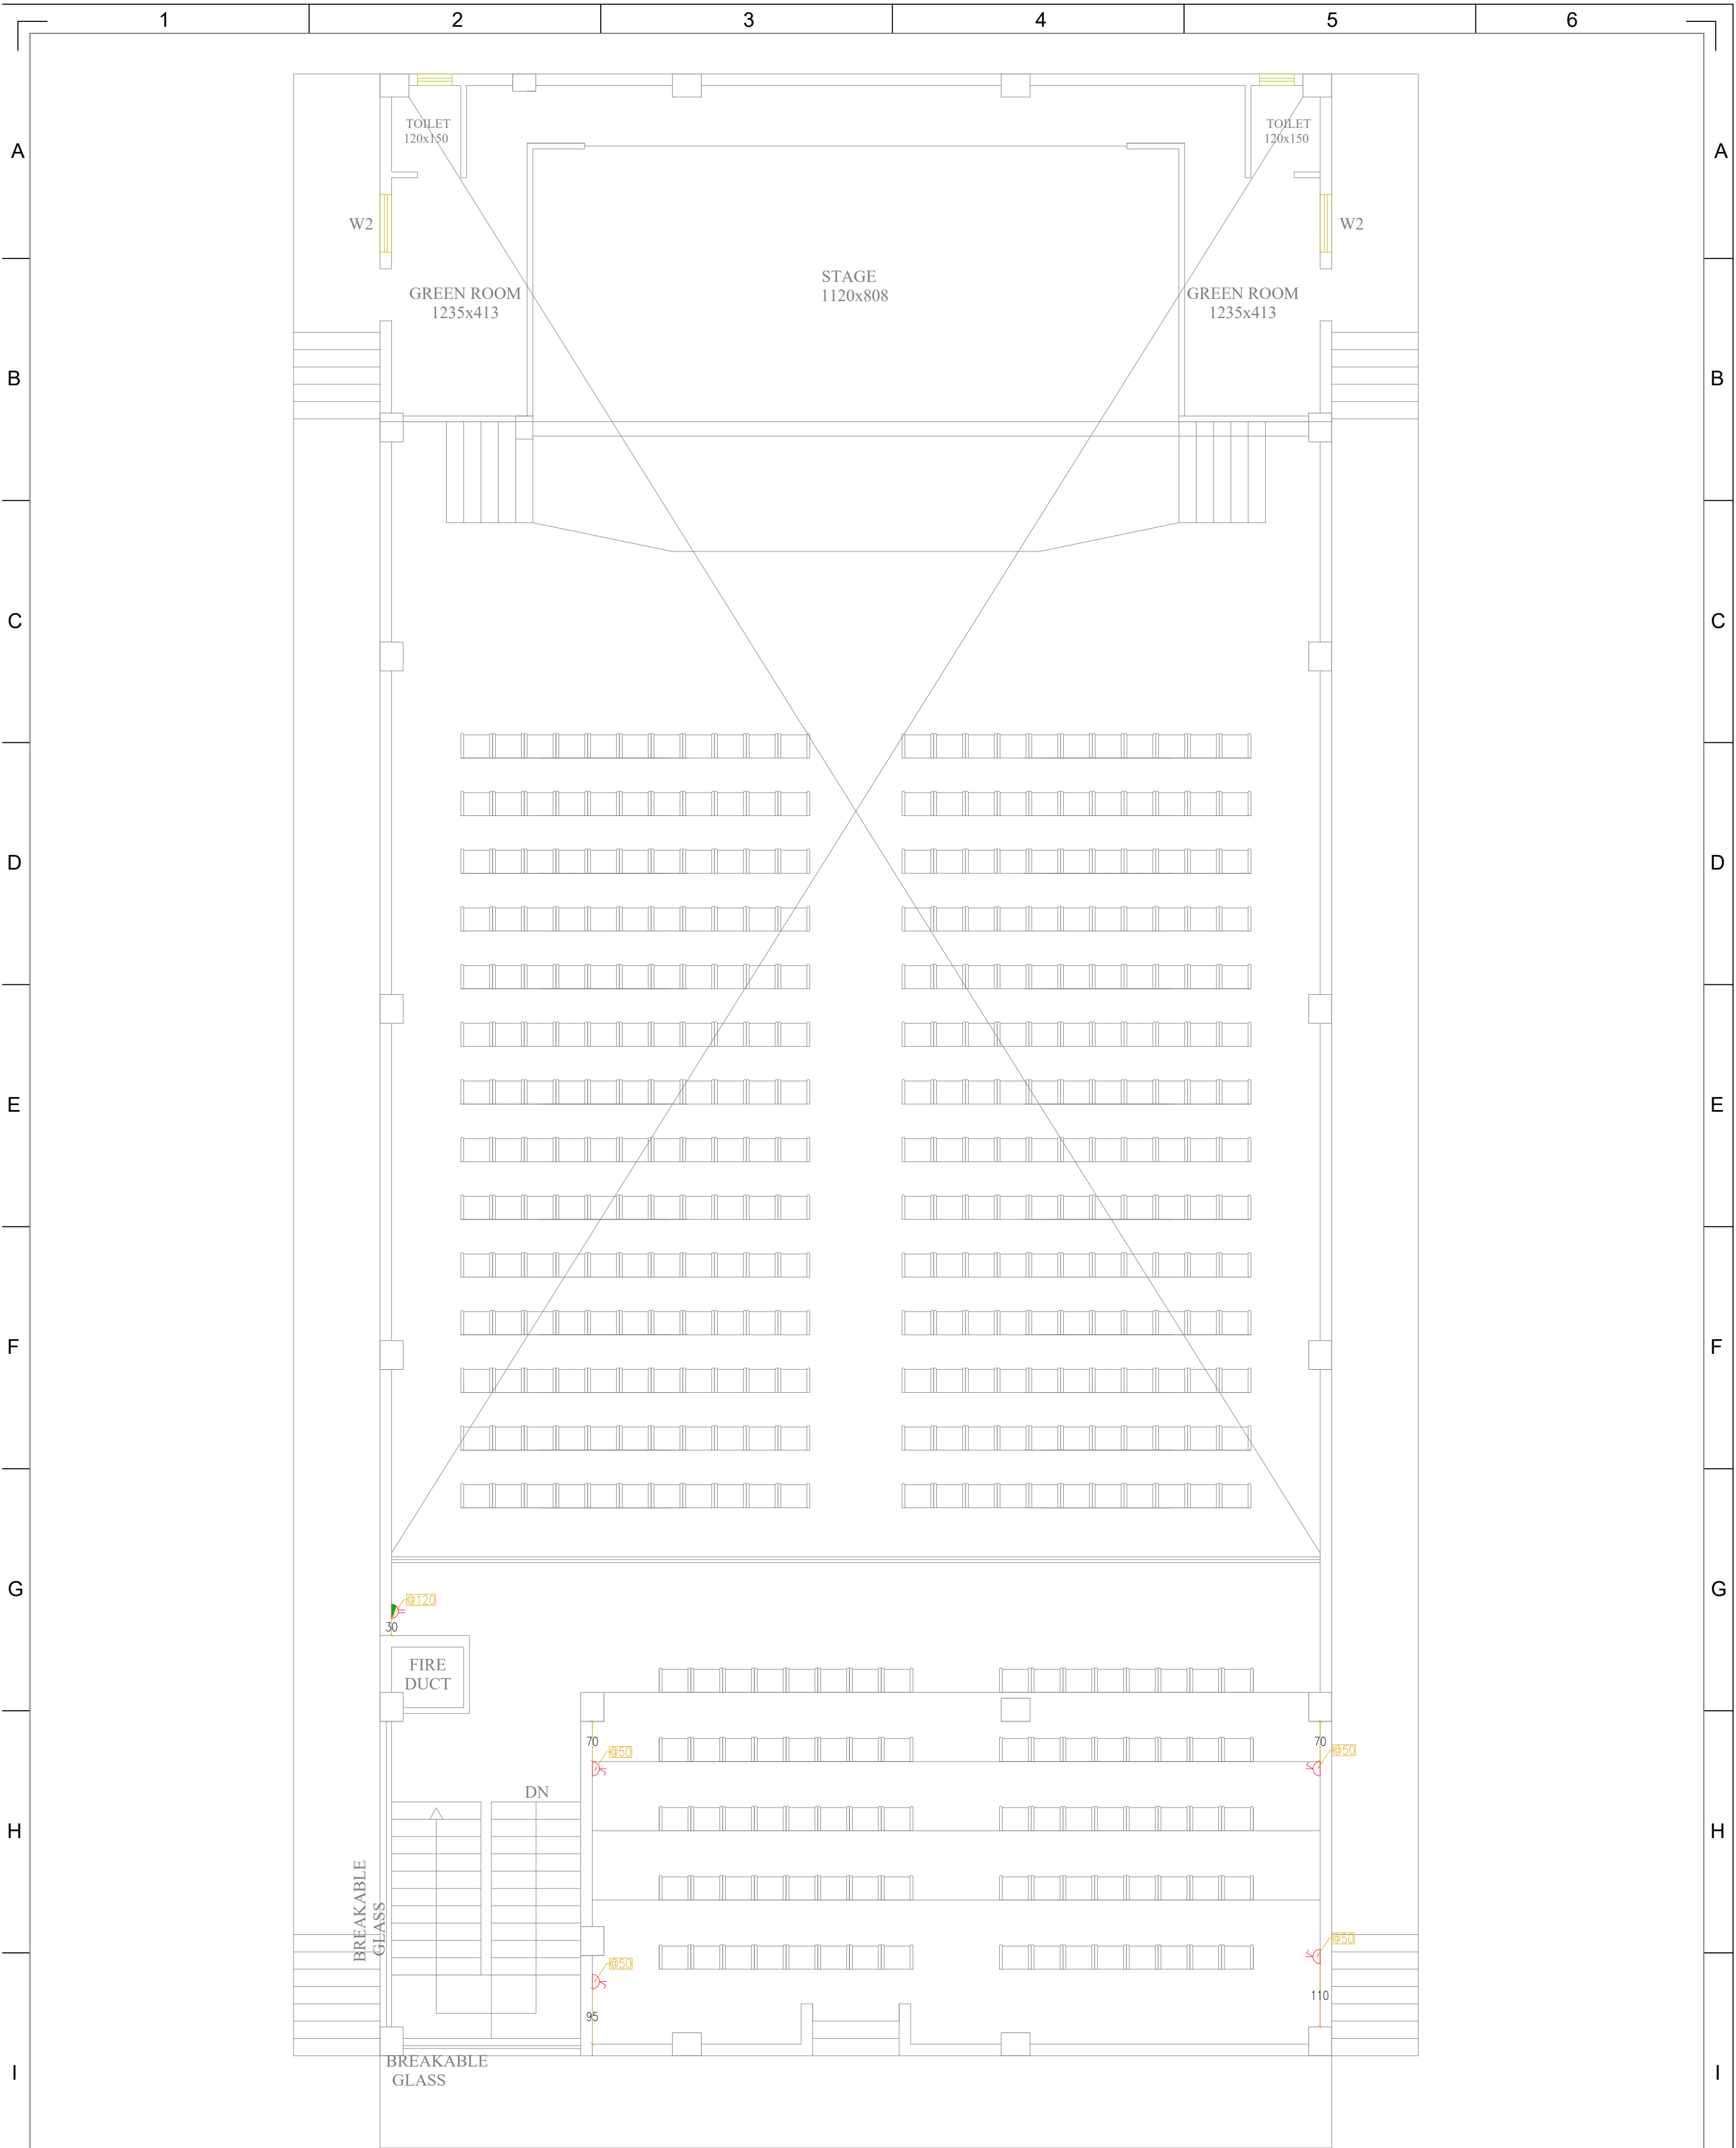 1 2 3 4 5 6
TOILET
120x150
TOILET
120x150
A A
W2 W2
STAGE
1120x808
GREEN ROOM
1235x413
GREEN ROOM
1235x413
B B
C C
D D
E E
F F
G G
@120
30
FIRE
DUCT
70
@50
70
@50
DN
H H
BREAKABLE
GLASS
@50
@50
110
95
BREAKABLE
GLASS
I I